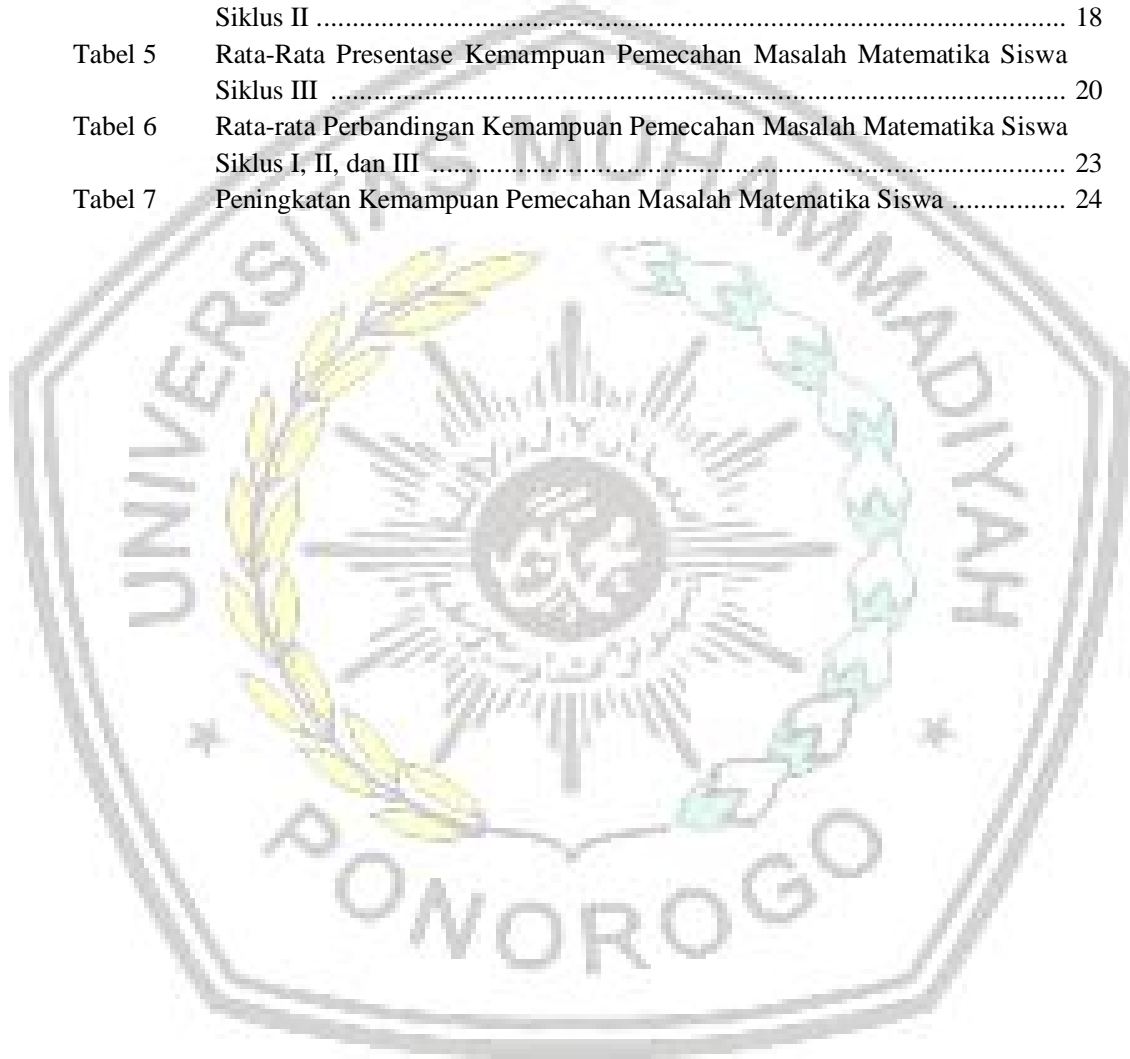 Siklus II ........................................................................................................ 18
Tabel 5 Rata-Rata Presentase Kemampuan Pemecahan Masalah Matematika Siswa
Siklus III ...................................................................................................... 20
Tabel 6 Rata-rata Perbandingan Kemampuan Pemecahan Masalah Matematika Siswa
Siklus I, II, dan III ........................................................................................ 23
Tabel 7 Peningkatan Kemampuan Pemecahan Masalah Matematika Siswa ................ 24
UNIVERSITAS MUHAMMADIYAH
PONOROGO